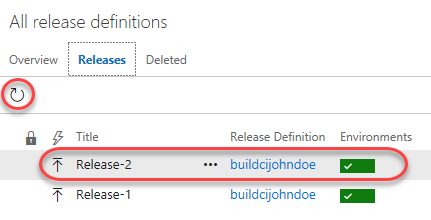 All release definitions
Overview Releases Deleted
Title Release Definition Environments
Release-2 ... buildcijohndoe
Release-1 buildcijohndoe